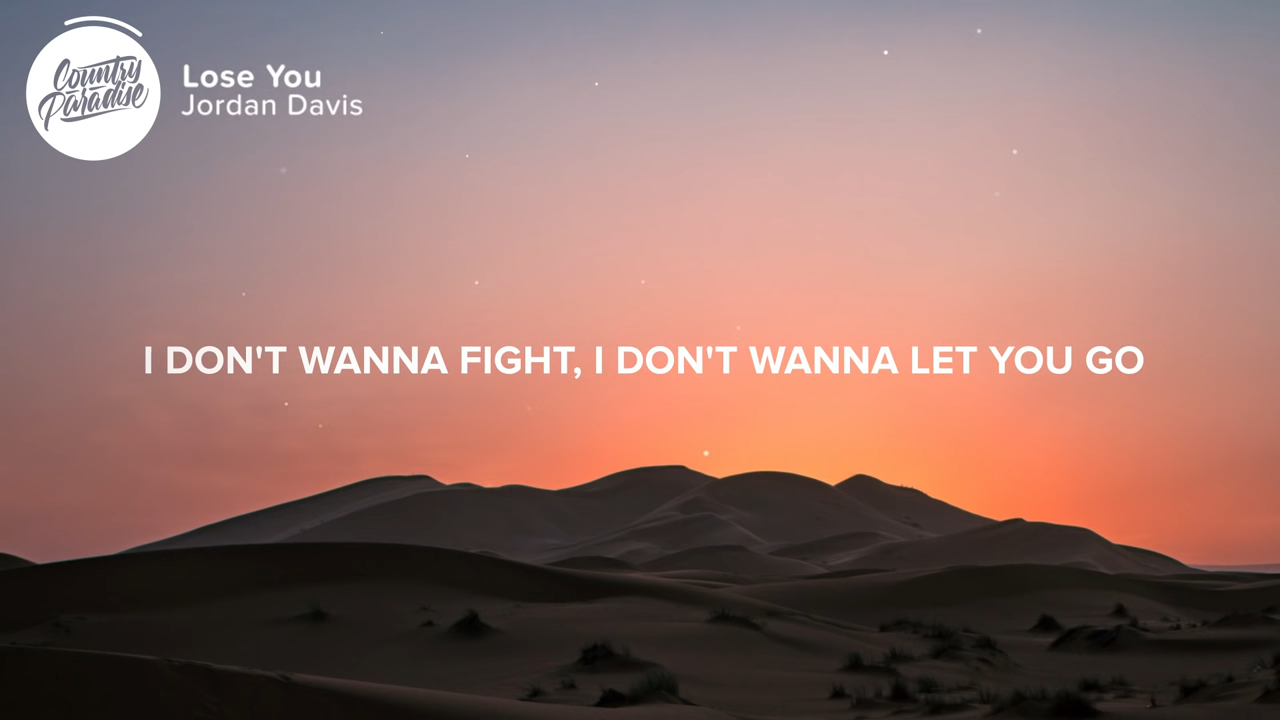 Country
Paradise
Lose You
Jordan Davis
I DON'T WANNA FIGHT, I DON'T WANNA LET YOU GO